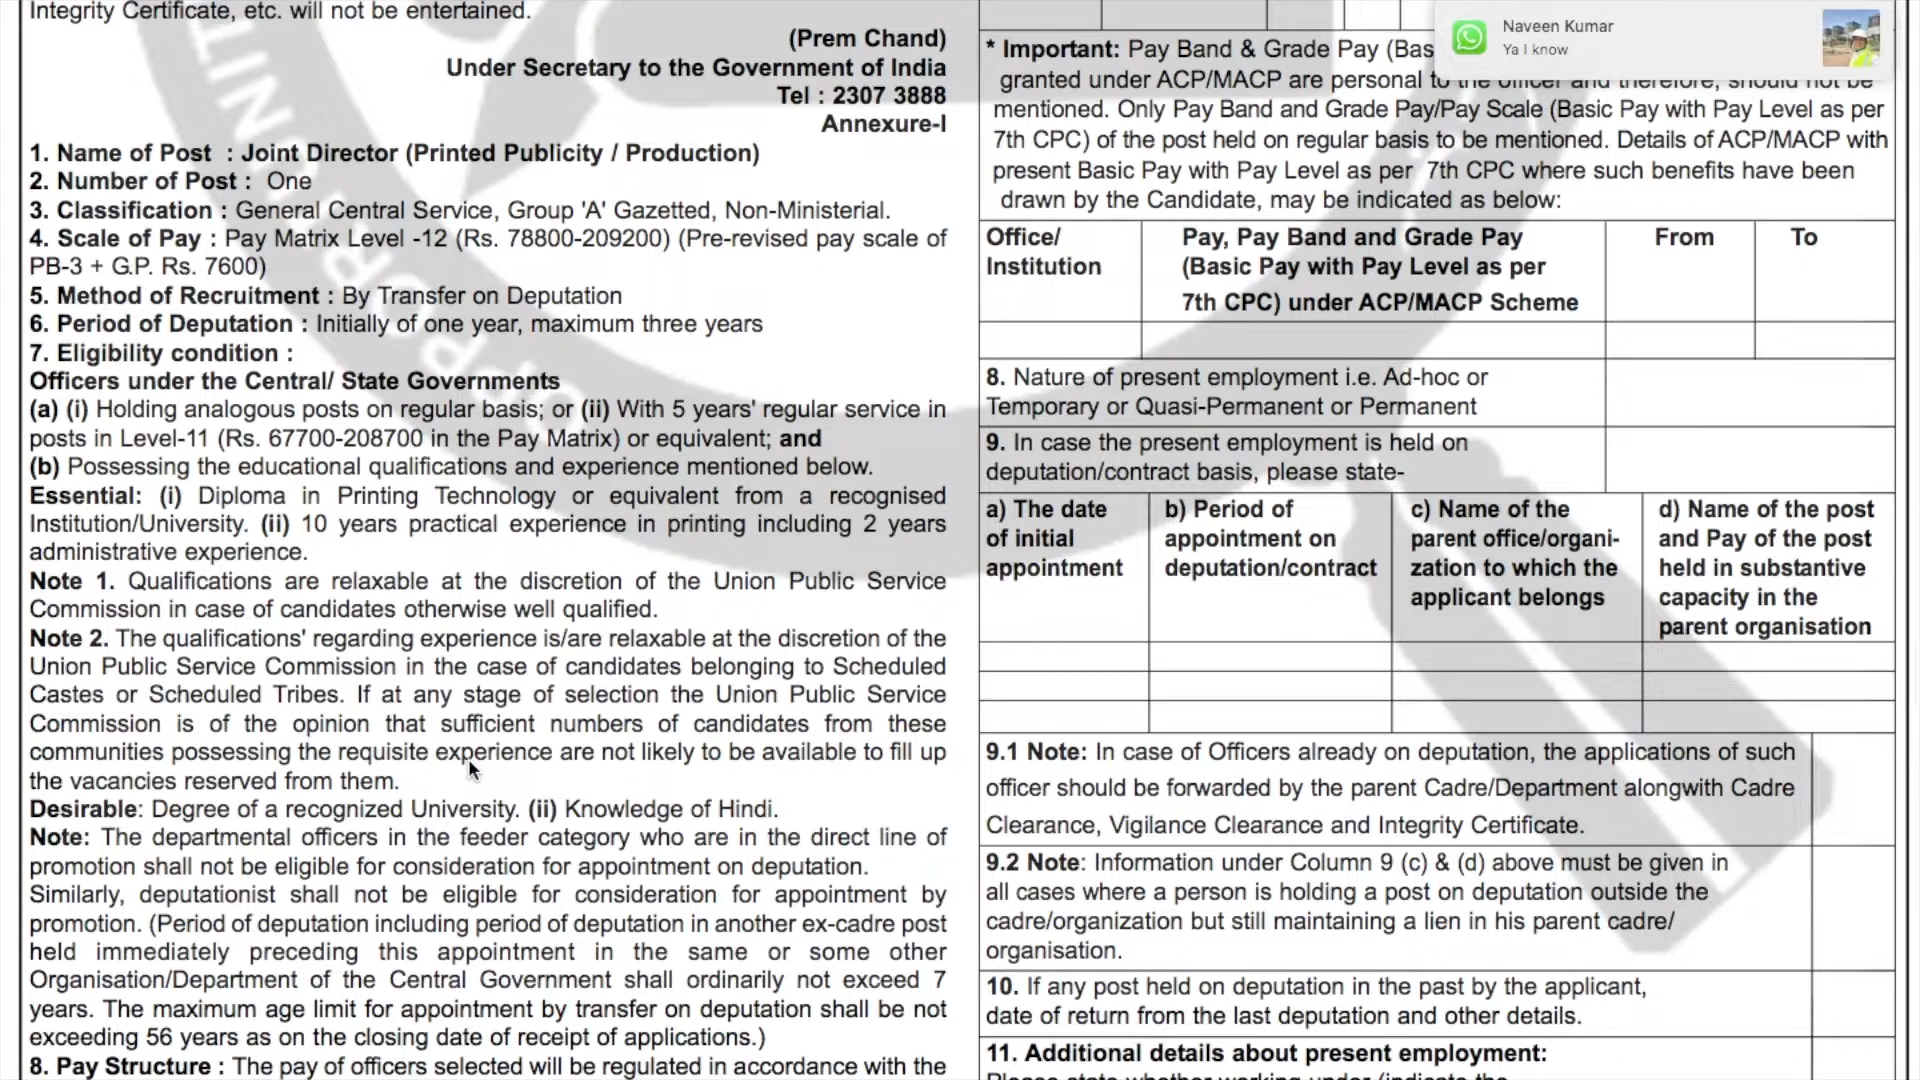 Integrity Certificate, etc. will not be entertained.
(Prem Chand)
Under Secretary to the Government of India
Tel : 2307 3888
Annexure-I
1. Name of Post : Joint Director (Printed Publicity / Production)
2. Number of Post : One
3. Classification : General Central Service, Group 'A' Gazetted, Non-Ministerial.
4. Scale of Pay : Pay Matrix Level -12 (Rs. 78800-209200) (Pre-revised pay scale of
PB-3 + G.P. Rs. 7600)
5. Method of Recruitment : By Transfer on Deputation
6. Period of Deputation : Initially of one year, maximum three years
7. Eligibility condition :
Officers under the Central/ State Governments
(a) (i) Holding analogous posts on regular basis; or (ii) With 5 years' regular service in
posts in Level-11 (Rs. 67700-208700 in the Pay Matrix) or equivalent; and
(b) Possessing the educational qualifications and experience mentioned below.
Essential: (i) Diploma in Printing Technology or equivalent from a recognised
Institution/University. (ii) 10 years practical experience in printing including 2 years
administrative experience.
Note 1. Qualifications are relaxable at the discretion of the Union Public Service
Commission in case of candidates otherwise well qualified.
Note 2. The qualifications' regarding experience is/are relaxable at the discretion of the
Union Public Service Commission in the case of candidates belonging to Scheduled
Castes or Scheduled Tribes. If at any stage of selection the Union Public Service
Commission is of the opinion that sufficient numbers of candidates from these
communities possessing the requisite experience are not likely to be available to fill up
the vacancies reserved from them.
Desirable: Degree of a recognized University. (ii) Knowledge of Hindi.
Note: The departmental officers in the feeder category who are in the direct line of
promotion shall not be eligible for consideration for appointment on deputation.
Similarly, deputationist shall not be eligible for consideration for appointment by
promotion. (Period of deputation including period of deputation in another ex-cadre post
held immediately preceding this appointment in the same or some other
Organisation/Department of the Central Government shall ordinarily not exceed 7
years. The maximum age limit for appointment by transfer on deputation shall be not
exceeding 56 years as on the closing date of receipt of applications.)
8. Pay Structure : The pay of officers selected will be regulated in accordance with the
Naveen Kumar
Ya I know
* Important: Pay Band & Grade Pay (Bas
granted under ACP/MACP are personal to the officer and therefore, should not be
mentioned. Only Pay Band and Grade Pay/Pay Scale (Basic Pay with Pay Level as per
7th CPC) of the post held on regular basis to be mentioned. Details of ACP/MACP with
present Basic Pay with Pay Level as per 7th CPC where such benefits have been
drawn by the Candidate, may be indicated as below:
Office/
Institution
Pay, Pay Band and Grade Pay
(Basic Pay with Pay Level as per
7th CPC) under ACP/MACP Scheme
From
To
8. Nature of present employment i.e. Ad-hoc or
Temporary or Quasi-Permanent or Permanent
9. In case the present employment is held on
deputation/contract basis, please state-
a) The date
of initial
appointment
b) Period of
appointment on
deputation/contract
c) Name of the
parent office/organi-
zation to which the
applicant belongs
d) Name of the post
and Pay of the post
held in substantive
capacity in the
parent organisation
9.1 Note: In case of Officers already on deputation, the applications of such
officer should be forwarded by the parent Cadre/Department alongwith Cadre
Clearance, Vigilance Clearance and Integrity Certificate.
9.2 Note: Information under Column 9 (c) & (d) above must be given in
all cases where a person is holding a post on deputation outside the
cadre/organization but still maintaining a lien in his parent cadre/
organisation.
10. If any post held on deputation in the past by the applicant,
date of return from the last deputation and other details.
11. Additional details about present employment:
Please state whether working under (indicate the